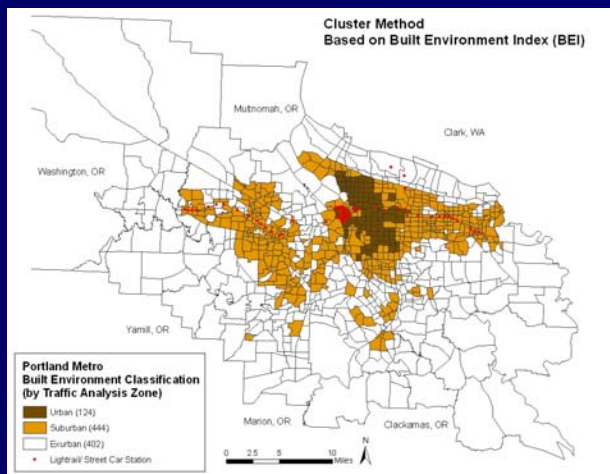 Cluster Method
Based on Built Environment Index (BEI)
Multnomah, OR
Clark, WA
Washington, OR
Yamill, OR
Portland Metro
Built Environment Classification
(by Traffic Analysis Zone)
Urban (124)
Suburban (444)
Exurban (402)
Lightrail/ Street Car Station
Marion, OR
Clackamas, OR
0 2.5 5 10
Miles
N